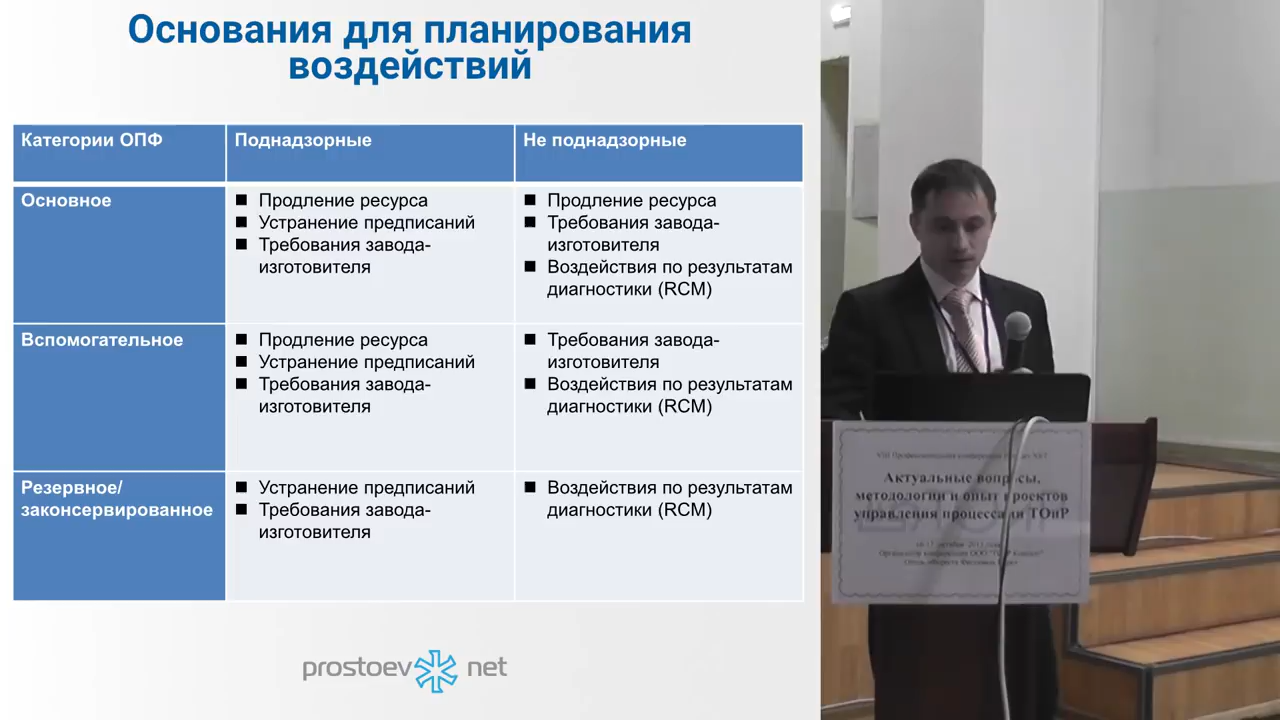 Основания для планирования
воздействий
Категории ОПФ
Поднадзорные
Не поднадзорные
Основное
Продление ресурса
Устранение предписаний
Требования завода-
изготовителя
Продление ресурса
Требования завода-
изготовителя
Воздействия по результатам
диагностики (RCM)
Вспомогательное
Продление ресурса
Устранение предписаний
Требования завода-
изготовителя
Требования завода-
изготовителя
Воздействия по результатам
диагностики (RCM)
Резервное/
законсервированное
Устранение предписаний
Требования завода-
изготовителя
Воздействия по результатам
диагностики (RCM)
prostoev net
Актуальные вопросы,
методологии и опыт проектов
управления процессами ТОиР